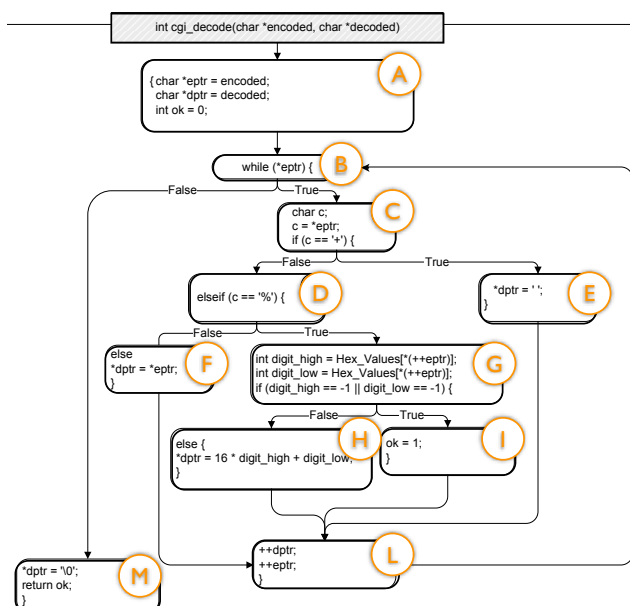 int cgi_decode(char *encoded, char *decoded)
A
{ char *eptr = encoded;
char *dptr = decoded;
int ok = 0;
while (*eptr) {
B
False
True
char c;
c = *eptr;
if (c == '+') {
C
False
True
elseif (c == '%') {
D
*dptr = ' ';
}
E
False
True
else
*dptr = *eptr;
}
F
int digit_high = Hex_Values[*(++eptr)];
int digit_low = Hex_Values[*(++eptr)];
if (digit_high == -1 || digit_low == -1) {
G
False
True
else {
*dptr = 16 * digit_high + digit_low;
}
H
ok = 1;
}
I
++dptr;
++eptr;
}
L
*dptr = '\0';
return ok;
}
M